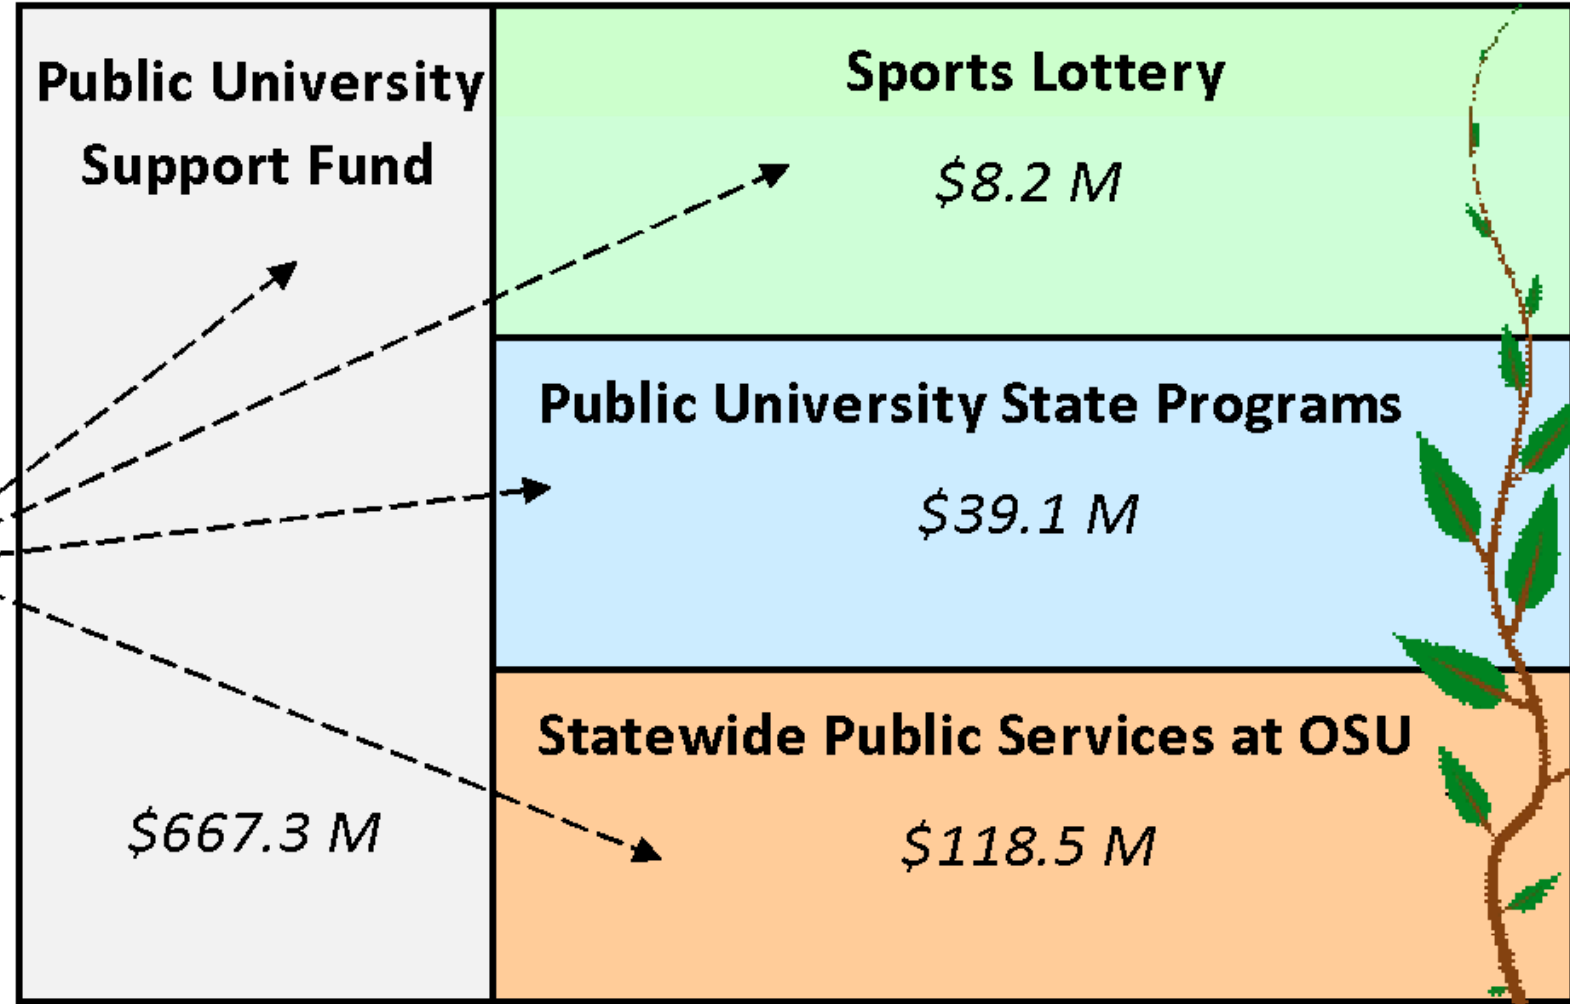 Public University
Support Fund
$667.3 M
Sports Lottery
$8.2 M
Public University State Programs
$39.1 M
Statewide Public Services at OSU
$118.5 M